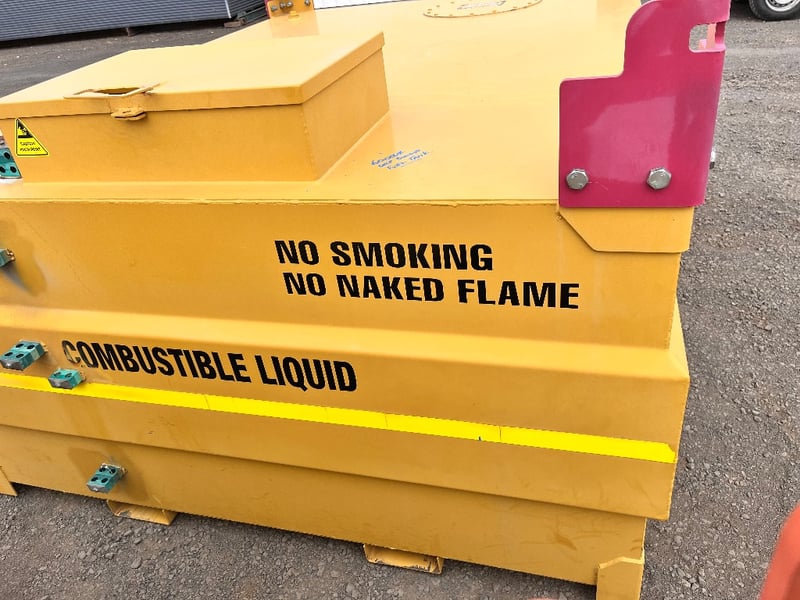 NO SMOKING
NO NAKED FLAME
COMBUSTIBLE LIQUID